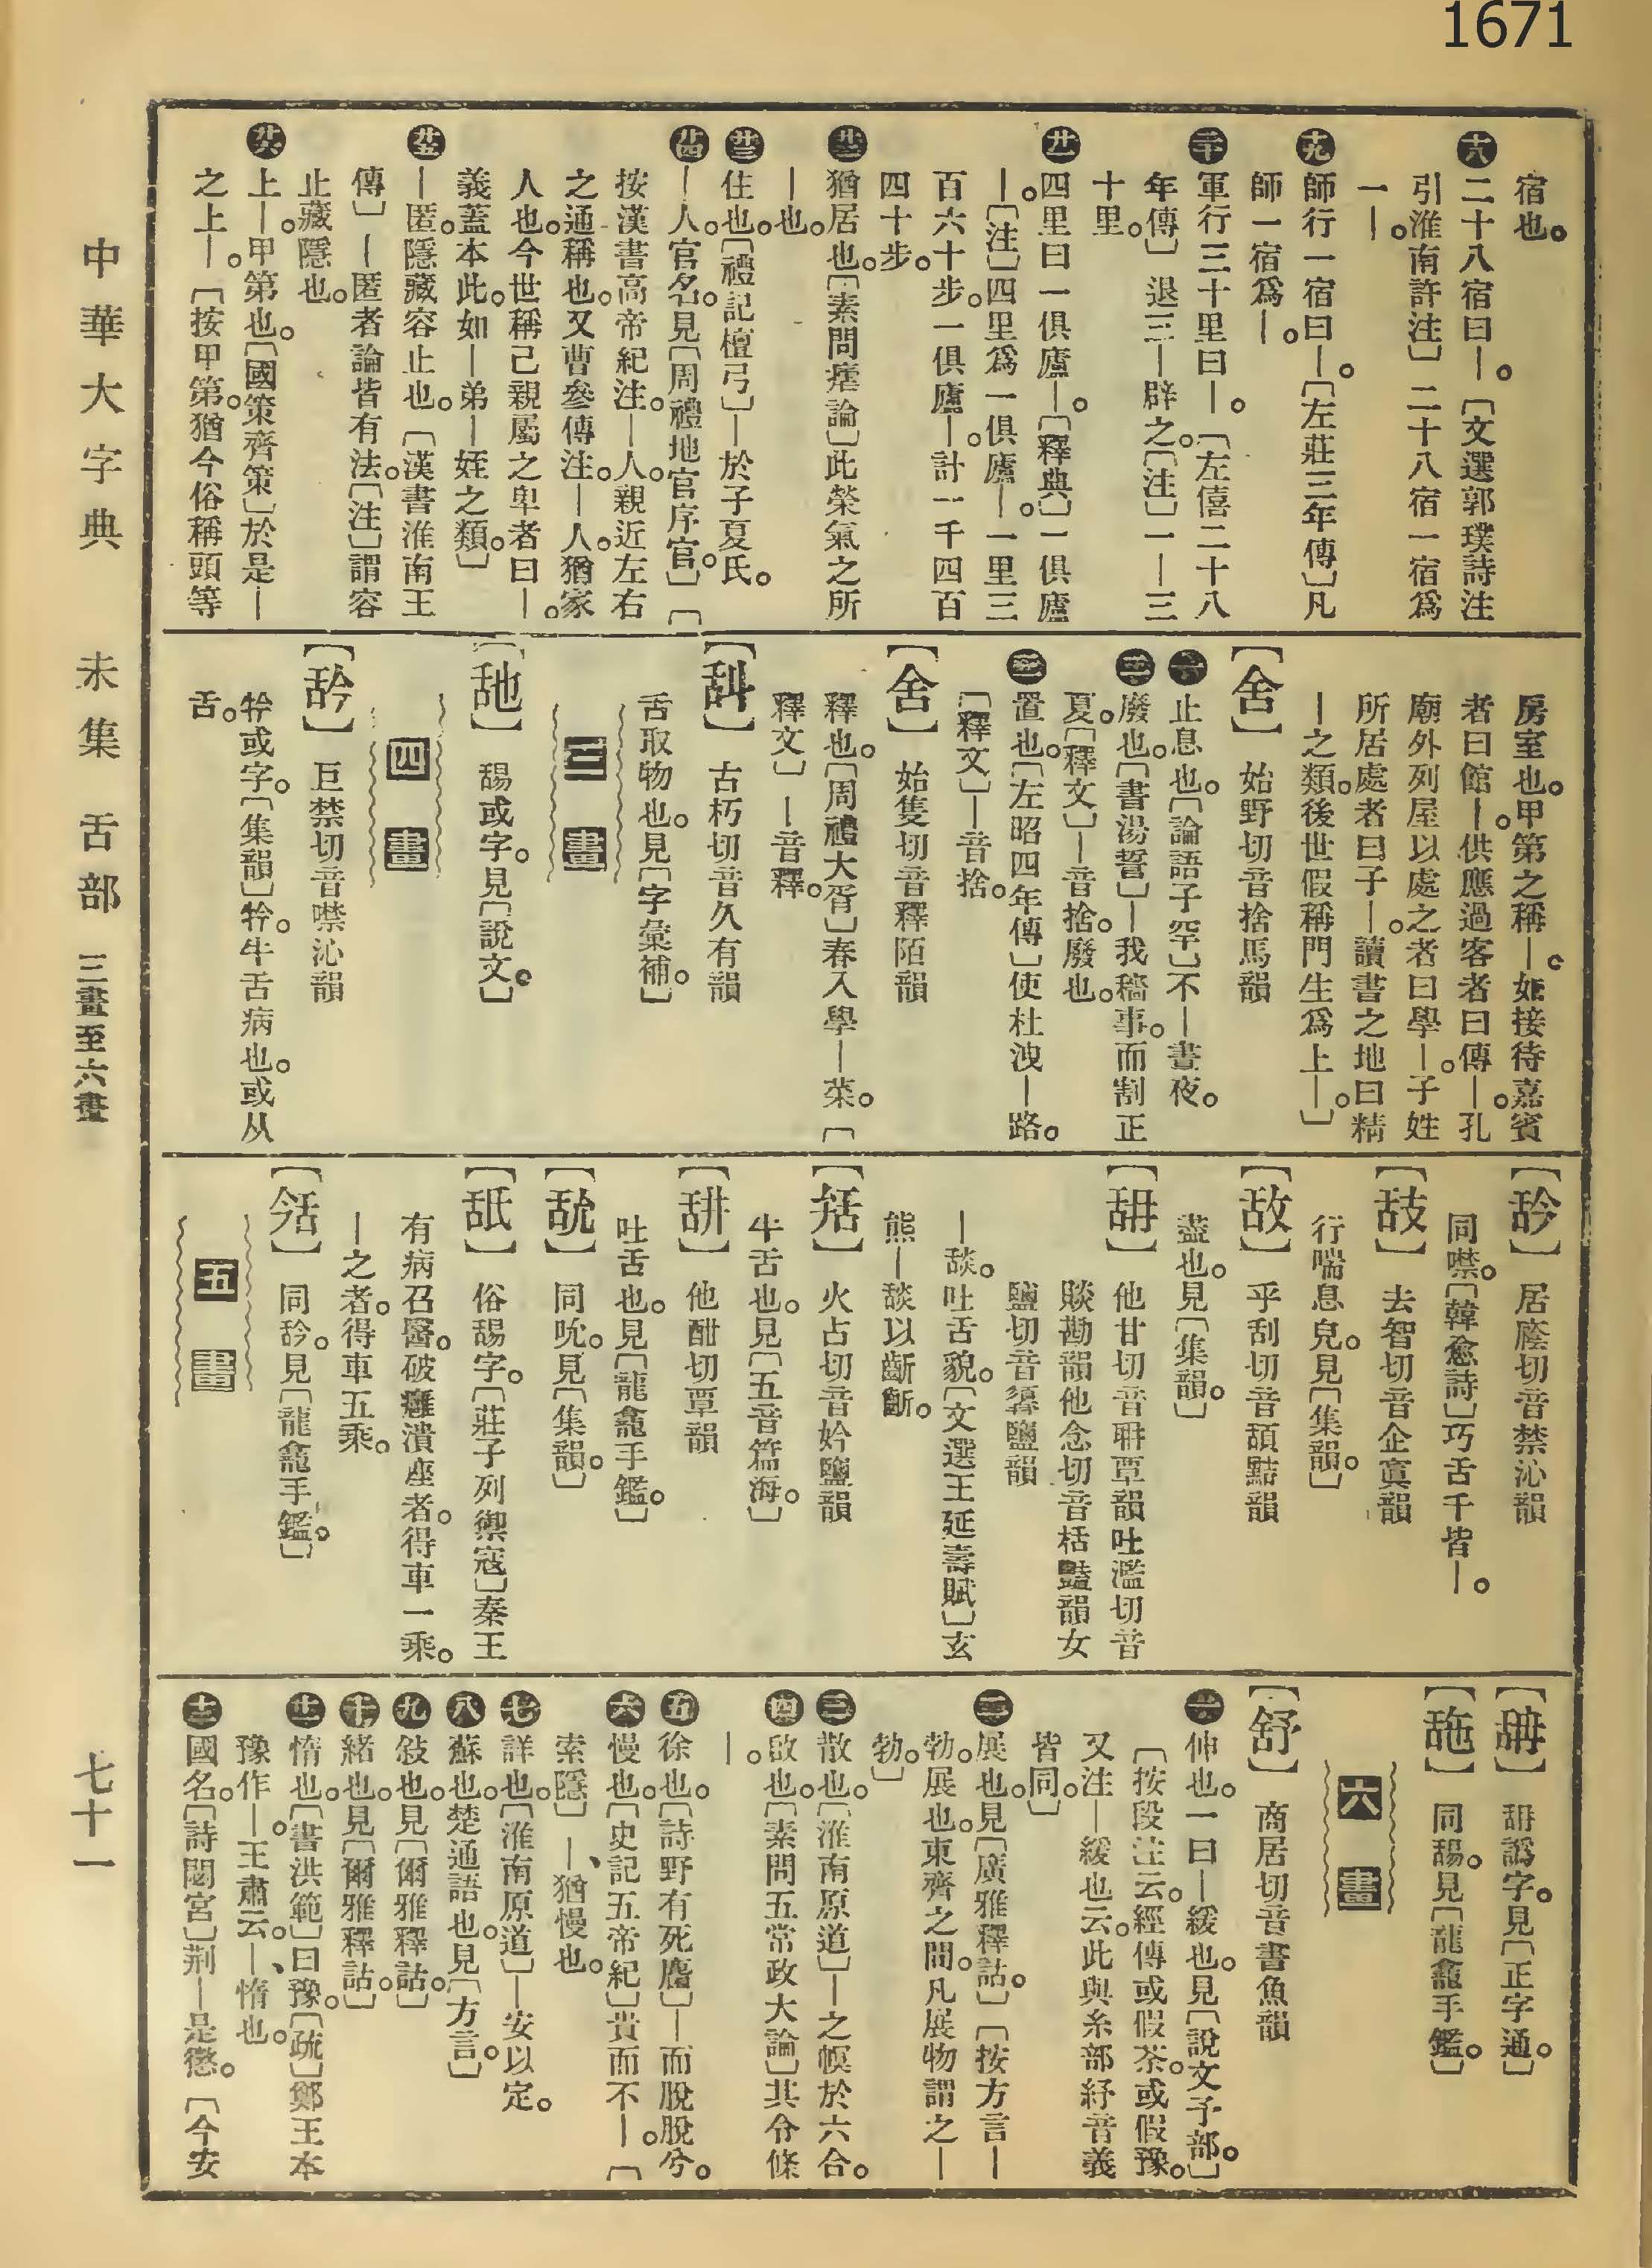 1671
宿也。
十八 二十八宿曰—。〔文選郭璞詩注
引淮南許注〕二十八宿一宿爲
一—。
十九 師行一宿曰—。〔左莊三年傳〕凡
師一宿爲—。
二十 軍行三十里曰—。〔左僖二十八
年傳〕退三—辟之。〔注〕一—三
十里。
廿一 四里曰一俱廬—。〔釋典〕一俱廬
—。〔注〕四里爲一俱廬—。一里三
百六十步。一俱廬—。計一千四百
四十步。
廿二 猶居也。〔素問瘧論〕此榮氣之所
—也。
廿三 住也。〔禮記檀弓〕—於子夏氏。
廿四 —人。官名。見〔周禮地官序官。〕〔
按漢書高帝紀注。—人。親近左右
之通稱也。又曹參傳注。—人。猶家
人也。今世稱己親屬之卑者曰—。
義蓋本此。如—弟—姪之類。〕
廿五 —匿。隱藏容止也。〔漢書淮南王
傳〕—匿者論皆有法。〔注〕謂容
止藏隱也。
廿六 上—。甲第也。〔國策齊策〕於是—
之上—。〔按甲第。猶今俗稱頭等
房室也。甲第之稱—。如接待嘉賓
者曰館—。供應過客者曰傳—。孔
廟外列屋以處之者曰學—。子姓
所居處者曰子—。讀書之地曰精
—之類。後世假稱門生爲上—。〕
〔舍〕始野切音捨馬韻
一 止息也。〔論語子罕〕不—晝夜。
二 廢也。〔書湯誓〕—我穡事。而割正
夏。〔釋文〕—音捨。廢也。
三 置也。〔左昭四年傳〕使杜洩—路。
〔釋文〕—音捨。
〔舍〕始隻切音釋陌韻
釋也。〔周禮大胥〕春入學—菜。〔
釋文〕—音釋。
古朽切音久有韻
舌取物也。見〔字彙補。〕
三畫
〔舓〕舓或字。見〔說文。〕
四畫
〔䑤〕巨禁切音噤沁韻
或字。〔集韻〕牛舌病也。或从
舌。
〔䑤〕居廕切音禁沁韻
同噤。〔韓愈詩〕巧舌千皆—。
〔䑛〕去智切音企寘韻
行喘息皃。見〔集韻。〕
乎刮切音頢黠韻
盡也。見〔集韻。〕
〔䑙〕他甘切音聃覃韻吐濫切音
賧勘韻他念切音栝豔韻女
鹽切音鹽韻
—舕。吐舌貌。〔文選王延壽賦〕玄
熊—舕以齗齗。
火占切音妗鹽韻
牛舌也。見〔五音篇海。〕
他酣切覃韻
吐舌也。見〔龍龕手鑑。〕
同吮。見〔集韻。〕
〔舐〕俗舓字。〔莊子列禦寇〕秦王
有病召醫。破癰潰座者。得車一乘。
—之者。得車五乘。
同䑤。見〔龍龕手鑑。〕
五畫
譌字。見〔正字通。〕
同舓。見〔龍龕手鑑。〕
六畫
〔舒〕商居切音書魚韻
一 伸也。一曰—緩也。見〔說文予部。〕
〔按段注云。經傳或假荼。或假豫。
又注—緩也云。此與糸部紓音義
皆同。〕
二 展也。見〔廣雅釋詁。〕〔按方言—
勃。展也。東齊之間。凡展物謂之—
勃。〕
三 散也。〔淮南原道〕—之幎於六合。
四 啟也。〔素問五常政大論〕其令條
—。
五 徐也。〔詩野有死麕〕—而脫脫兮。
六 慢也。〔史記五帝紀〕貴而不—。〔
索隱〕—、猶慢也。
七 詳也。〔淮南原道〕—安以定。
八 蘇也。楚通語也。見〔方言。〕
九 敍也。見〔爾雅釋詁。〕
十 緒也。見〔爾雅釋詁。〕
十一 惰也。〔書洪範〕曰豫。〔疏〕鄭王本
豫作—。王肅云。—、惰也。
十二 國名。〔詩閟宮〕荆—是懲。〔今安
中華大字典　未集　舌部　三畫至六畫　七十一